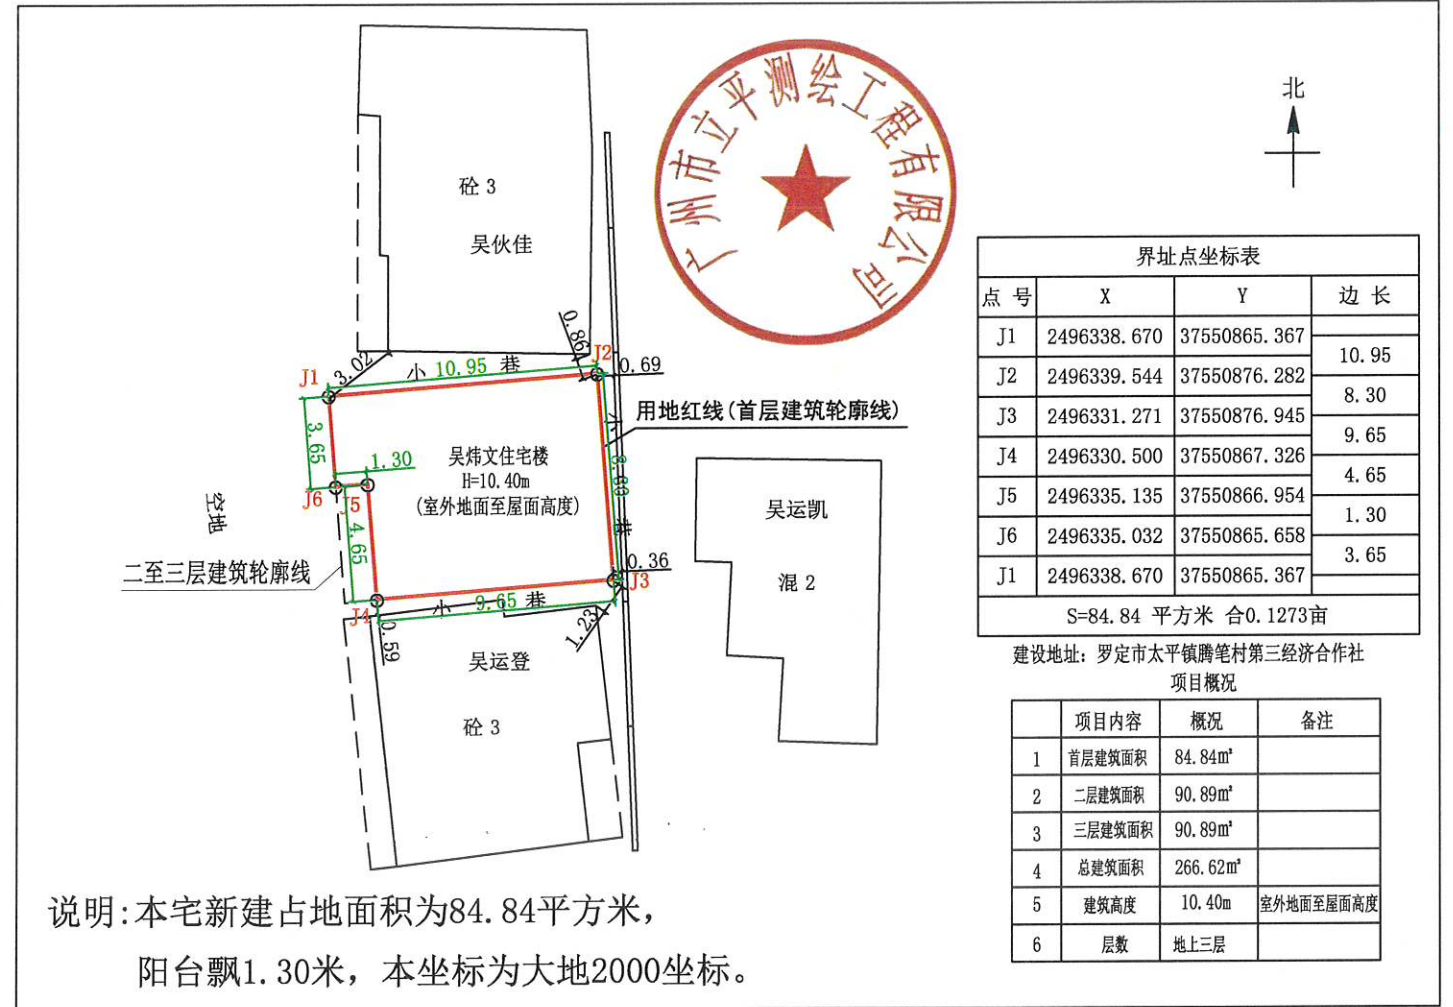 广州市立平测绘工程有限公司
北
砼 3
吴伙佳
界址点坐标表
点 号 X Y 边 长
J1 2496338.670 37550865.367
10.95
J2 2496339.544 37550876.282
8.30
J3 2496331.271 37550876.945
9.65
J4 2496330.500 37550867.326
4.65
J5 2496335.135 37550866.954
1.30
J6 2496335.032 37550865.658
3.65
J1 2496338.670 37550865.367
S=84.84 平方米 合0.1273亩
0.86
J2
3.02
小 10.95 巷
0.69
J1
用地红线(首层建筑轮廓线)
小
8.30
巷
3.65
1.30
吴炜文住宅楼
H=10.40m
(室外地面至屋面高度)
J6
J5
空地
4.65
二至三层建筑轮廓线
吴运凯
混 2
0.36
J3
J4
小 9.65 巷
0.59
1.23
吴运登
砼 3
建设地址: 罗定市太平镇腾笔村第三经济合作社
项目概况
项目内容 概况 备注
1 首层建筑面积 84.84m²
2 二层建筑面积 90.89m²
3 三层建筑面积 90.89m²
4 总建筑面积 266.62m²
5 建筑高度 10.40m 室外地面至屋面高度
6 层数 地上三层
说明:本宅新建占地面积为84.84平方米，
阳台飘1.30米，本坐标为大地2000坐标。